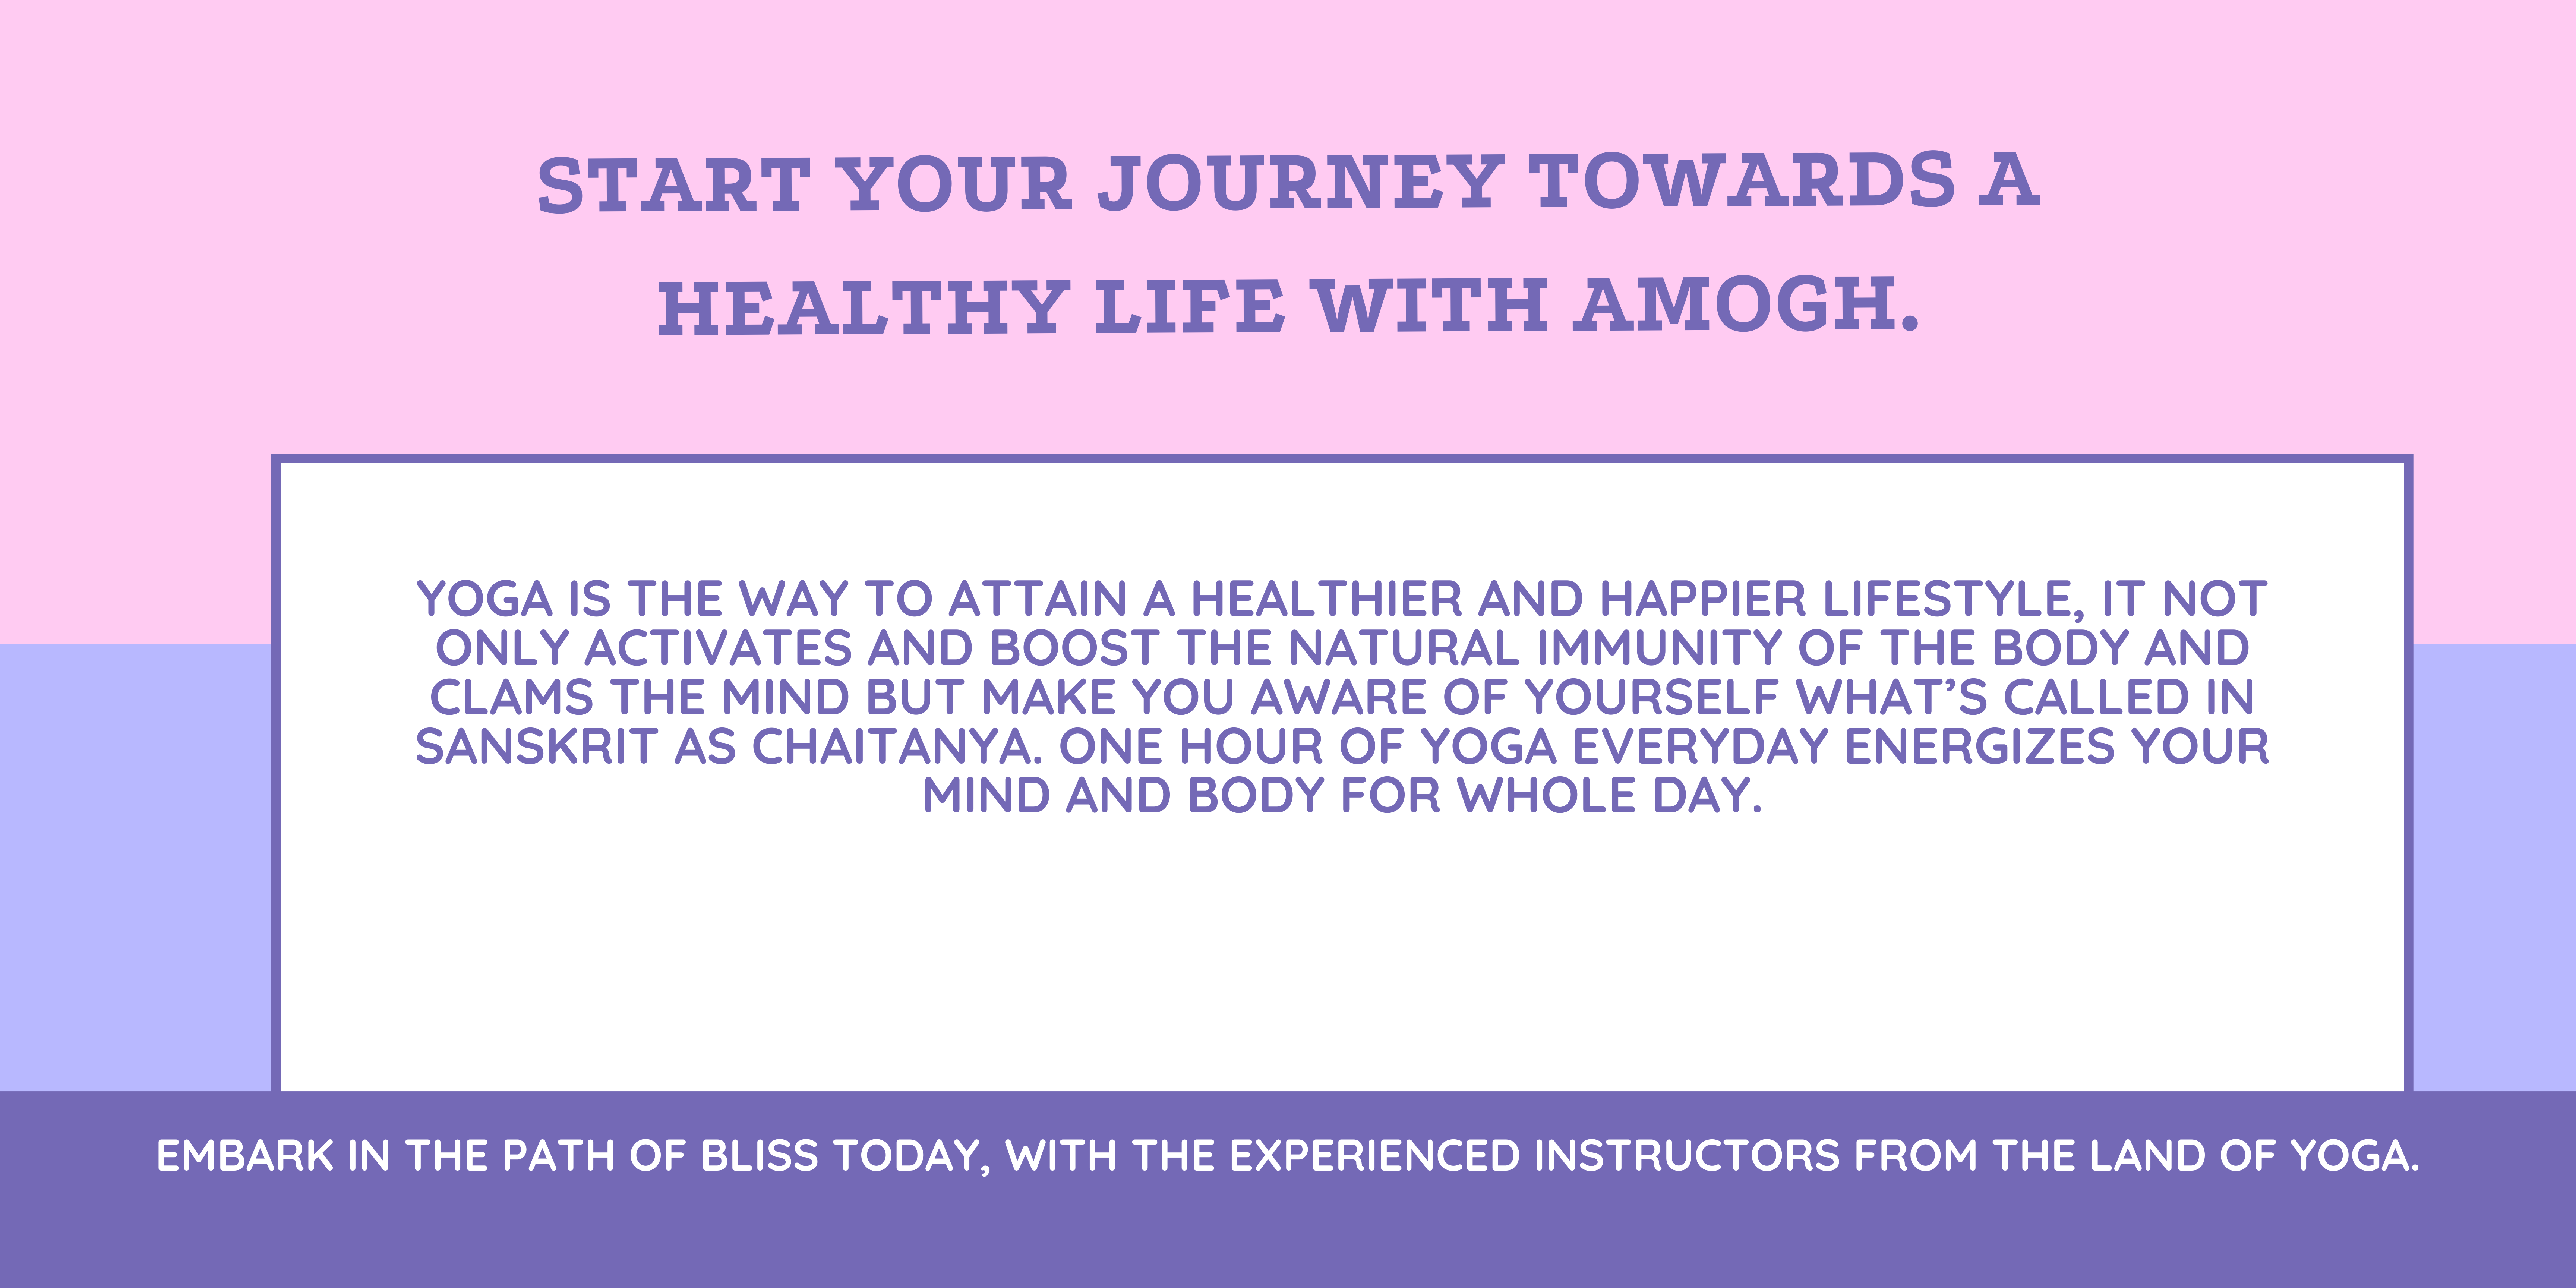 START YOUR JOURNEY TOWARDS A
HEALTHY LIFE WITH AMOGH.
YOGA IS THE WAY TO ATTAIN A HEALTHIER AND HAPPIER LIFESTYLE, IT NOT
ONLY ACTIVATES AND BOOST THE NATURAL IMMUNITY OF THE BODY AND
CLAMS THE MIND BUT MAKE YOU AWARE OF YOURSELF WHAT’S CALLED IN
SANSKRIT AS CHAITANYA. ONE HOUR OF YOGA EVERYDAY ENERGIZES YOUR
MIND AND BODY FOR WHOLE DAY.
EMBARK IN THE PATH OF BLISS TODAY, WITH THE EXPERIENCED INSTRUCTORS FROM THE LAND OF YOGA.